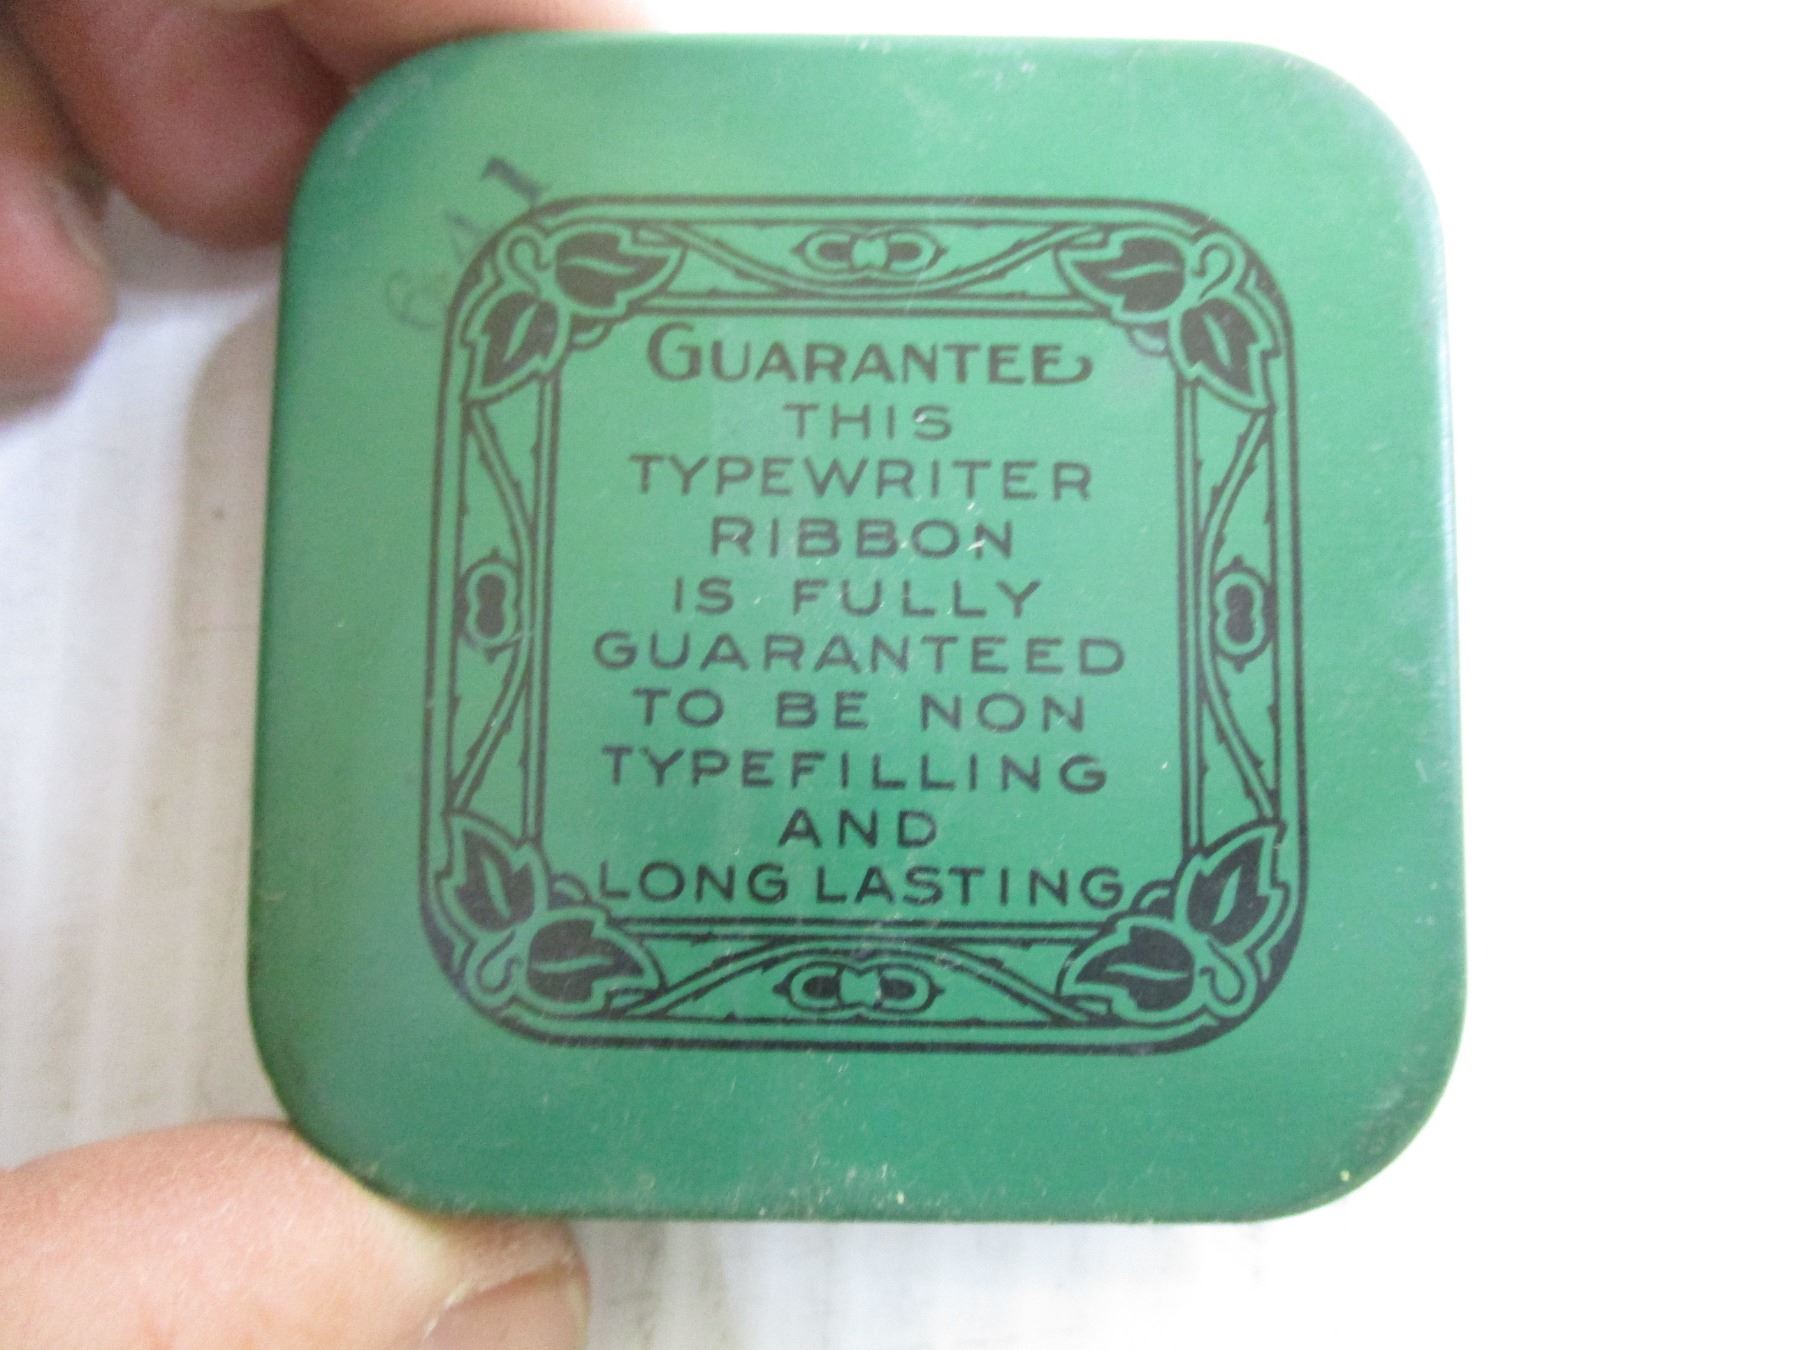 GUARANTEE
THIS
TYPEWRITER
RIBBON
IS FULLY
GUARANTEED
TO BE NON
TYPEFILLING
AND
LONG LASTING